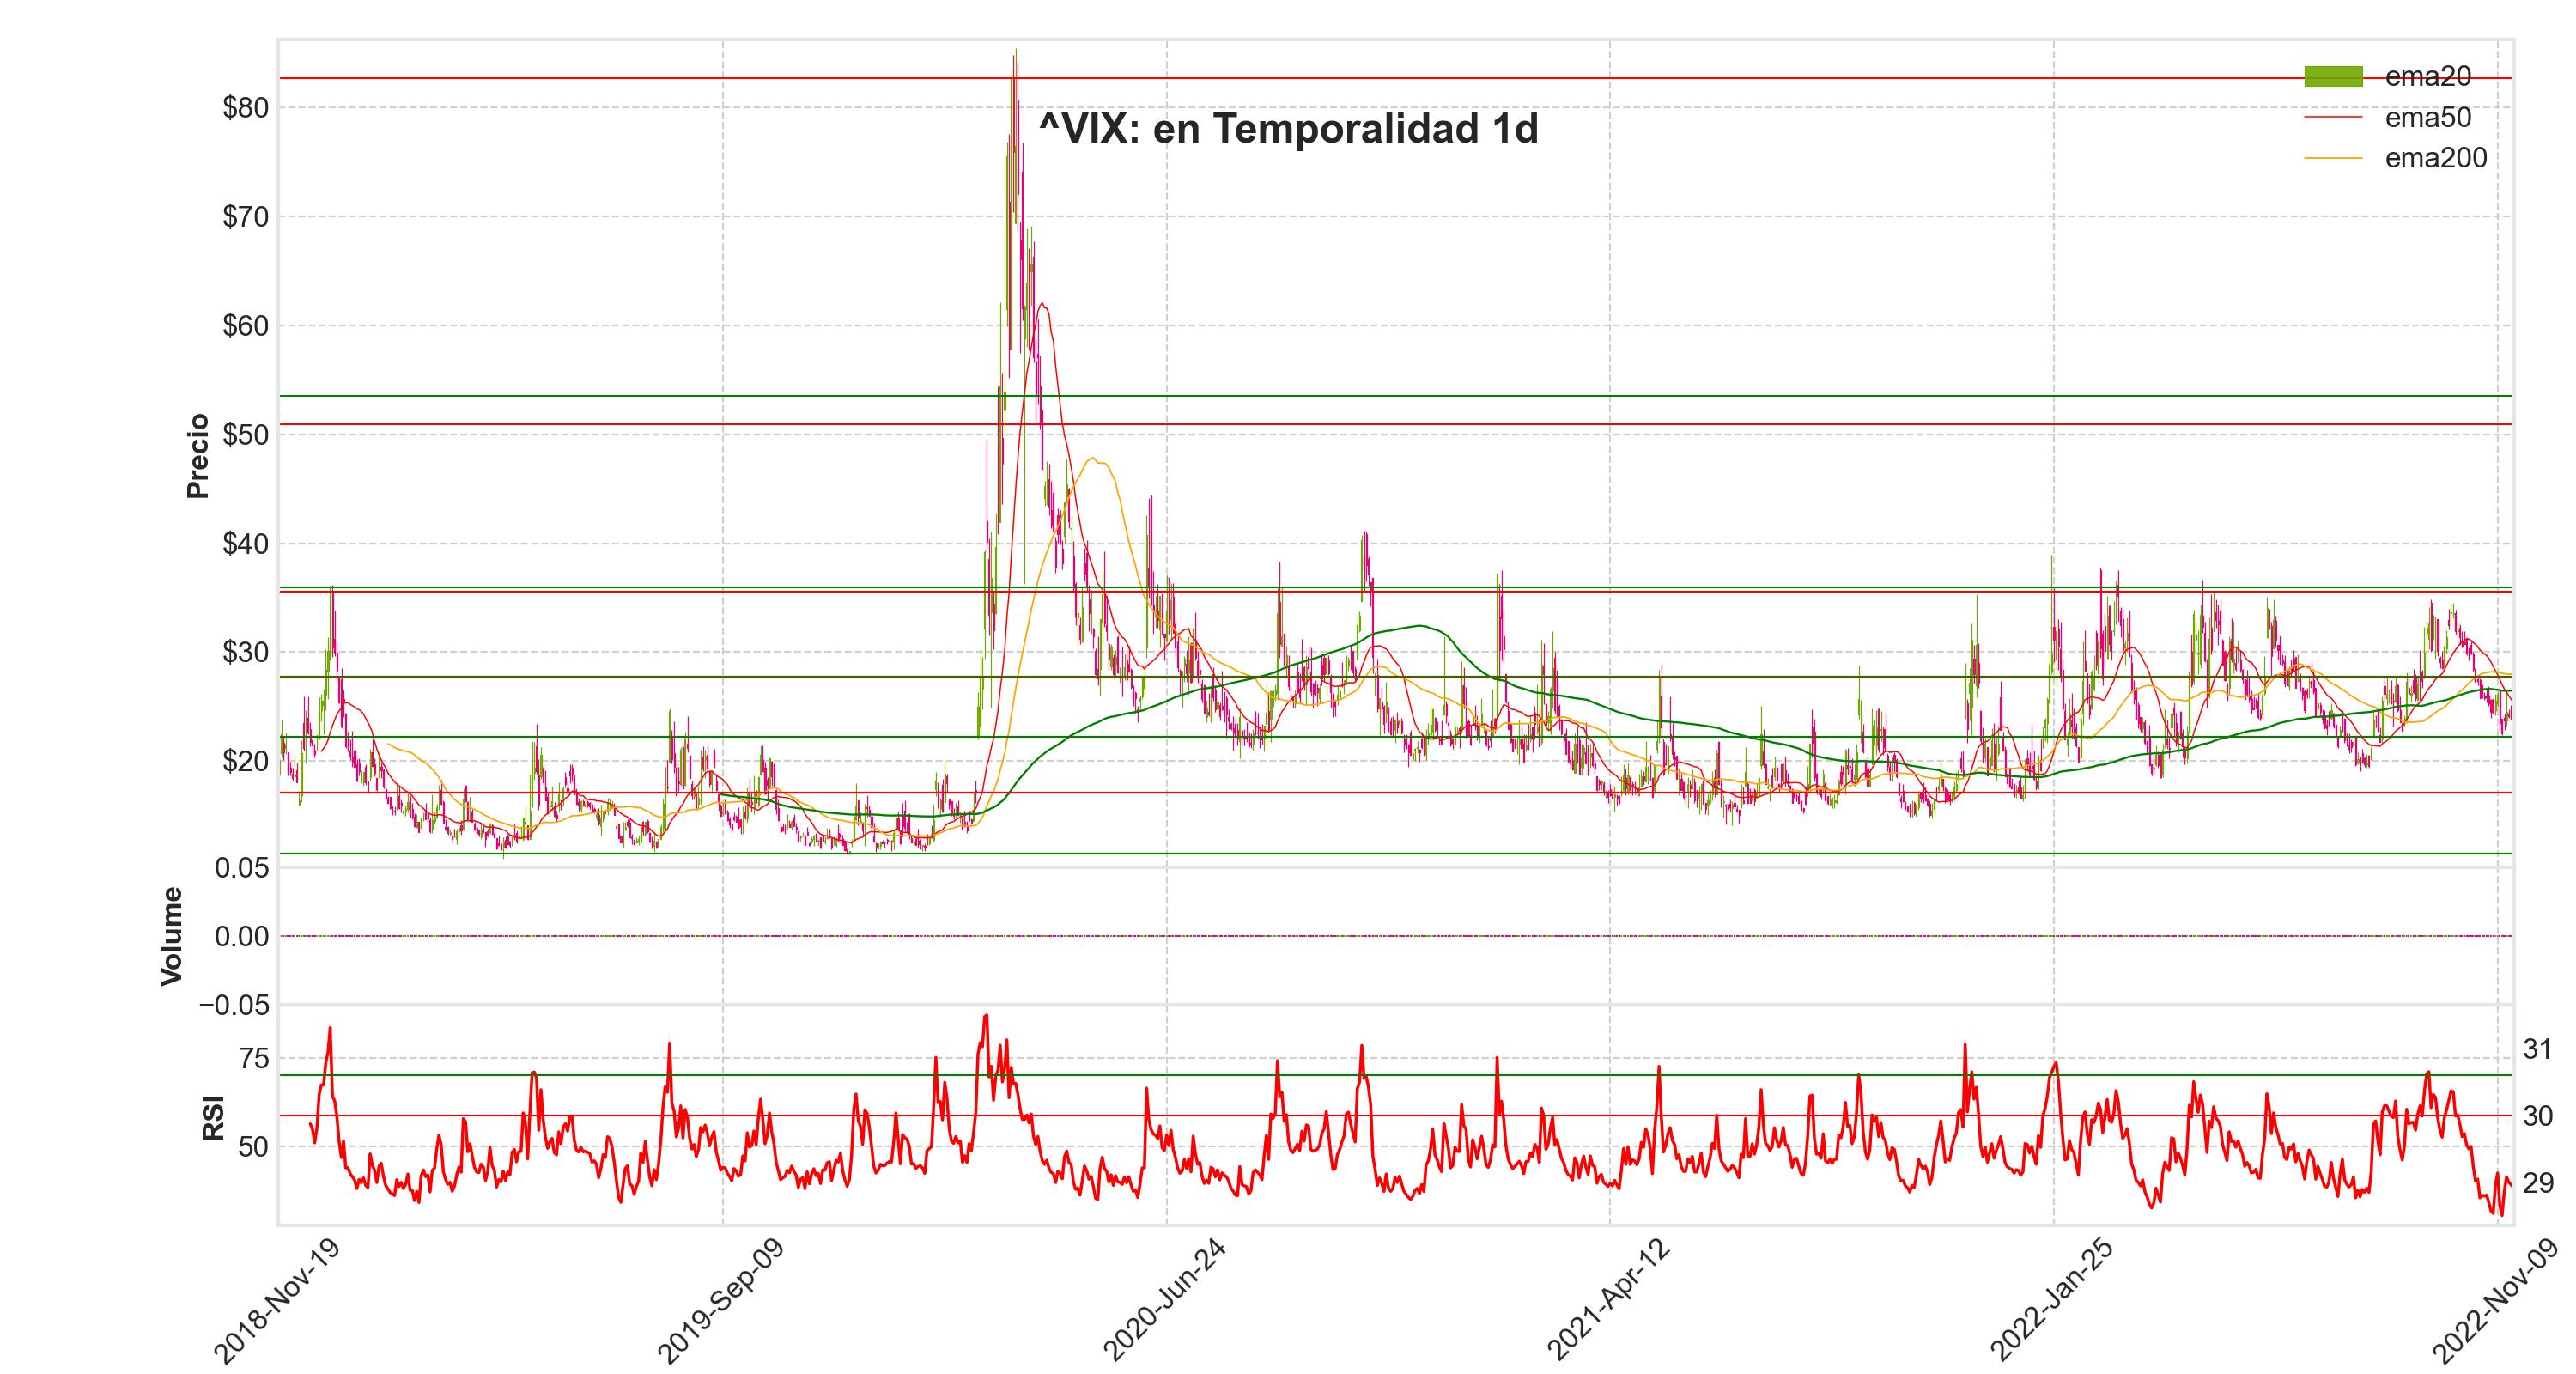 ^VIX: en Temporalidad 1d
ema20
ema50
ema200
Precio
$80
$70
$60
$50
$40
$30
$20
Volume
0.05
0.00
−0.05
RSI
75
50
31
30
29
2018-Nov-19
2019-Sep-09
2020-Jun-24
2021-Apr-12
2022-Jan-25
2022-Nov-09